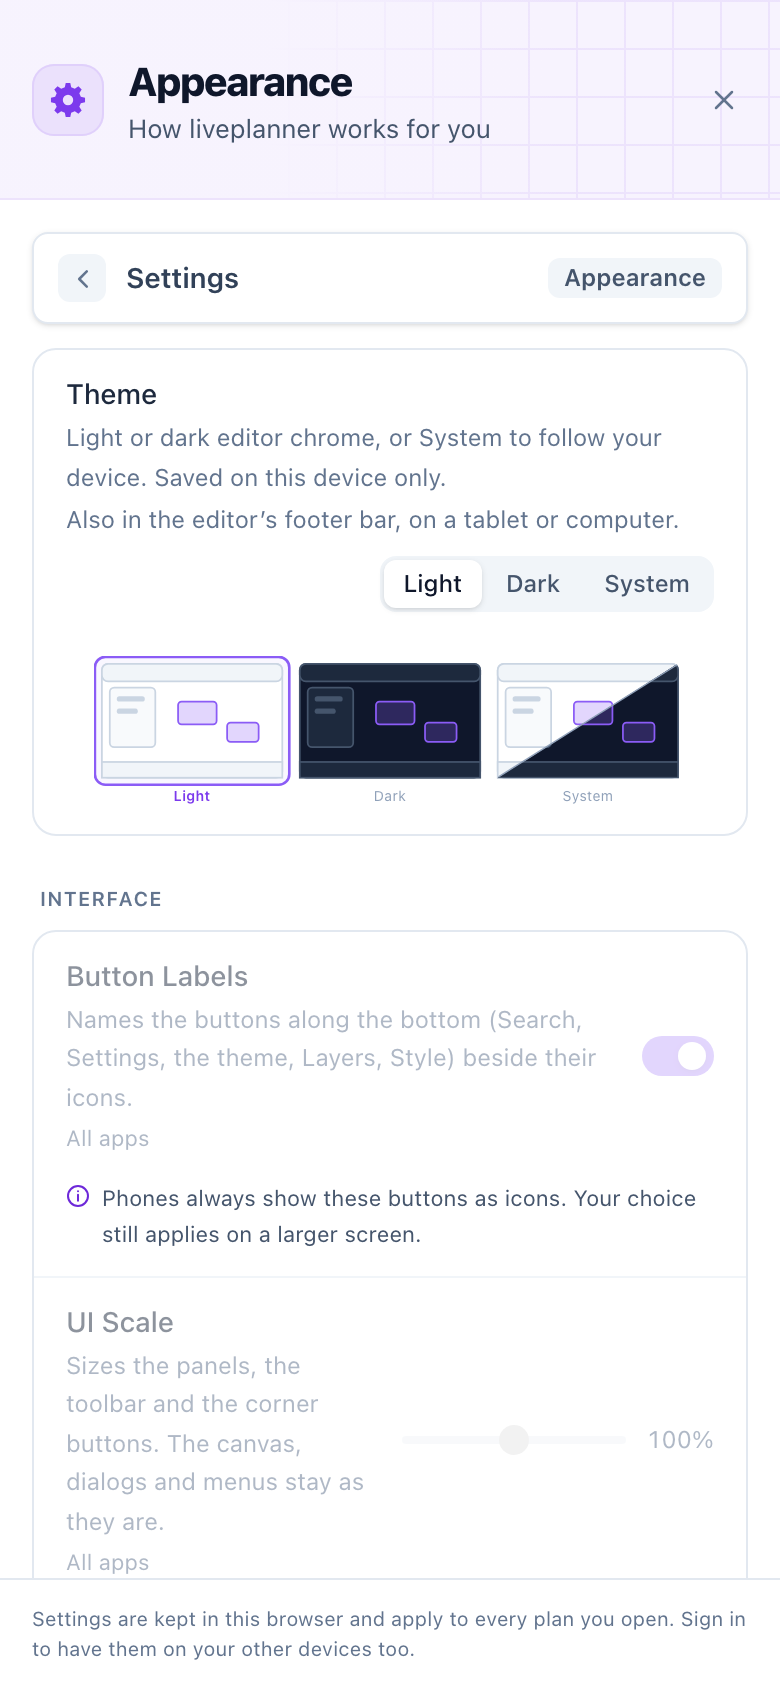 Appearance
How liveplanner works for you
Settings
Appearance
Theme
Light or dark editor chrome, or System to follow your
device. Saved on this device only.
Also in the editor’s footer bar, on a tablet or computer.
Light Dark System
Light Dark System
INTERFACE
Button Labels
Names the buttons along the bottom (Search,
Settings, the theme, Layers, Style) beside their
icons.
All apps
Phones always show these buttons as icons. Your choice
still applies on a larger screen.
UI Scale
Sizes the panels, the
toolbar and the corner
buttons. The canvas,
dialogs and menus stay as
they are.
100%
All apps
Settings are kept in this browser and apply to every plan you open. Sign in
to have them on your other devices too.